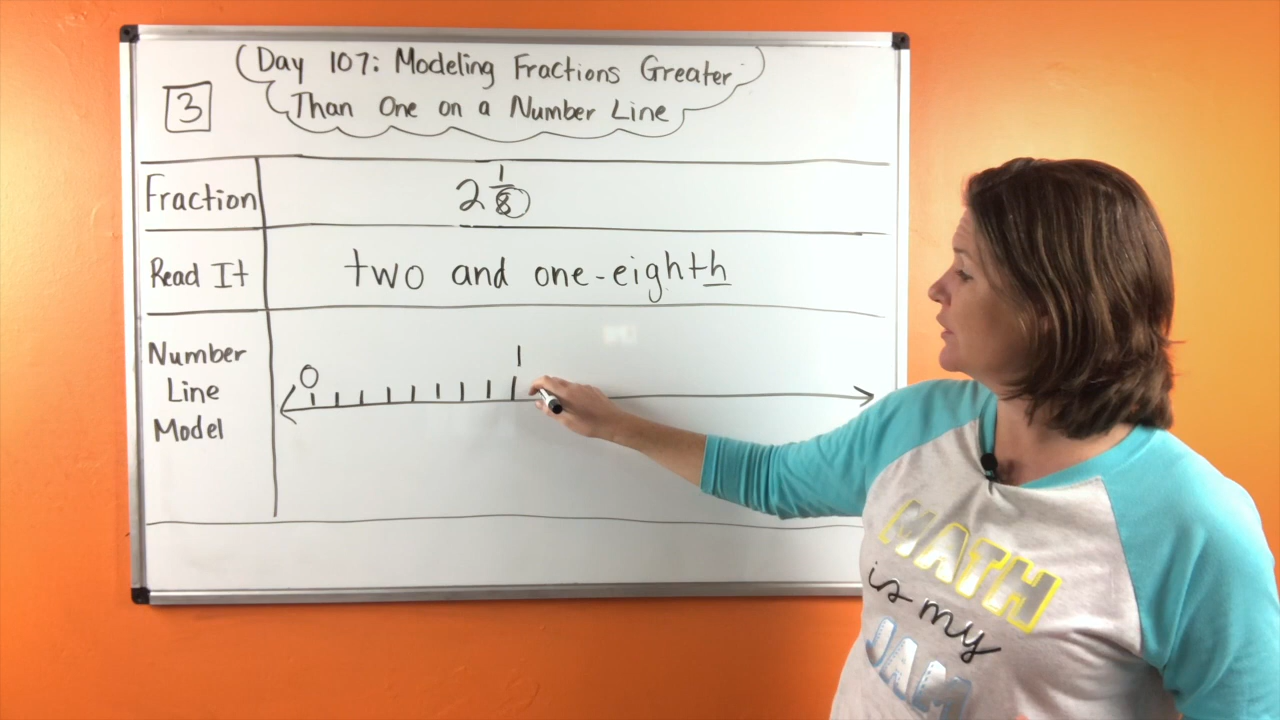 Day 107: Modeling Fractions Greater
Than One on a Number Line
3
Fraction
2 1/8
Read It
two and one-eighth
Number
Line
Model
0
1
MATH
is my
JAM